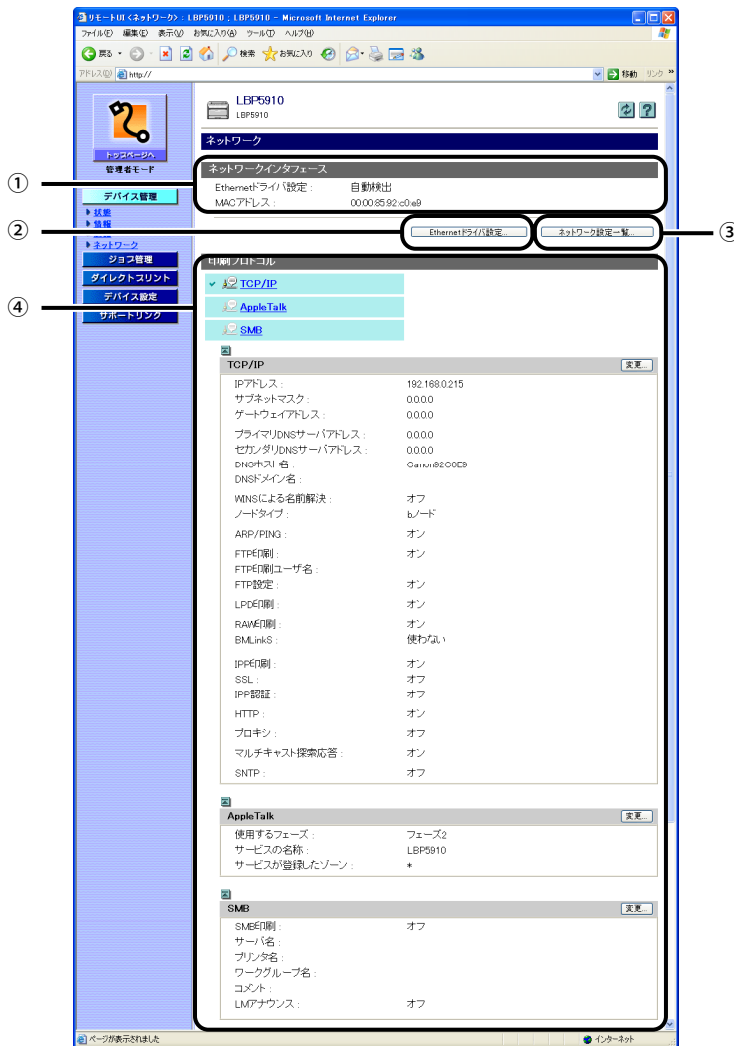 リモートUI <ネットワーク> : LBP5910 ; LBP5910 - Microsoft Internet Explorer
ファイル(F) 編集(E) 表示(V) お気に入り(A) ツール(T) ヘルプ(H)
戻る 検索 お気に入り
アドレス(D) http:// 移動 リンク »
LBP5910
LBP5910
トップページへ
管理者モード
デバイス管理
状態
情報
ネットワーク
ジョブ管理
ダイレクトプリント
デバイス設定
サポートリンク
ネットワーク
①
ネットワークインタフェース
Ethernetドライバ設定 : 自動検出
MACアドレス : 00:00:85:92:c0:e9
② ③
Ethernetドライバ設定... ネットワーク設定一覧...
④
印刷プロトコル
TCP/IP
AppleTalk
SMB
TCP/IP 変更...
IPアドレス : 192.168.0.215
サブネットマスク : 0.0.0.0
ゲートウェイアドレス : 0.0.0.0
プライマリDNSサーバアドレス : 0.0.0.0
セカンダリDNSサーバアドレス : 0.0.0.0
DNSホスト名 : Canon92C0E9
DNSドメイン名 :
WINSによる名前解決 : オフ
ノードタイプ : bノード
ARP/PING : オン
FTP印刷 : オン
FTP印刷ユーザ名 :
FTP設定 : オン
LPD印刷 : オン
RAW印刷 : オン
BMLinkS : 使わない
IPP印刷 : オン
SSL : オフ
IPP認証 : オフ
HTTP : オン
プロキシ : オフ
マルチキャスト探索応答 : オン
SNTP : オフ
AppleTalk 変更...
使用するフェーズ : フェーズ2
サービスの名称 : LBP5910
サービスが登録したゾーン : *
SMB 変更...
SMB印刷 : オフ
サーバ名 :
プリンタ名 :
ワークグループ名 :
コメント :
LMアナウンス : オフ
ページが表示されました インターネット